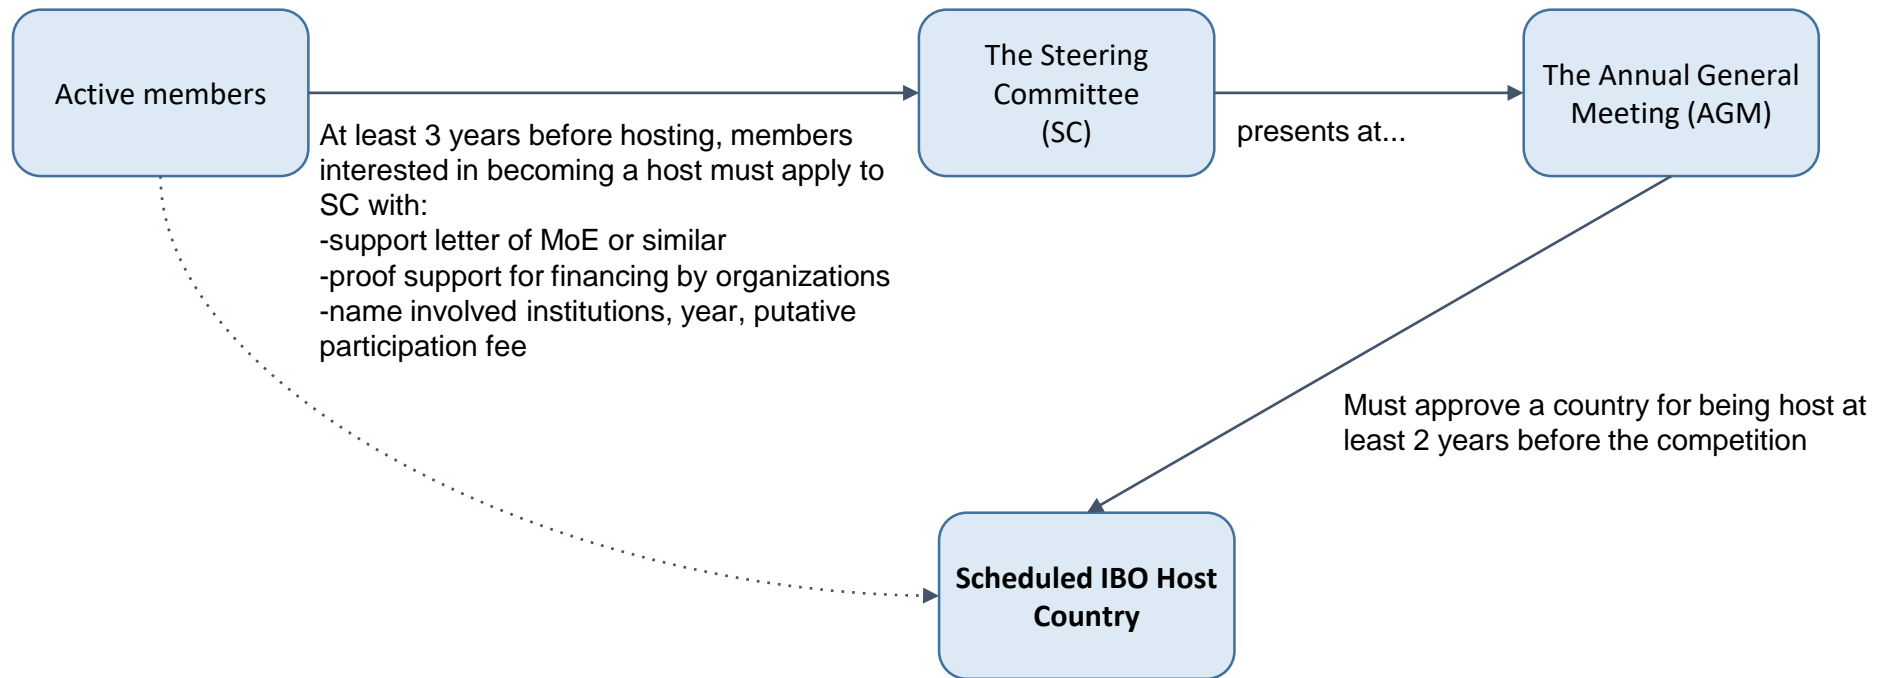 Active members
The Steering
Committee
(SC)
The Annual General
Meeting (AGM)
At least 3 years before hosting, members
interested in becoming a host must apply to
SC with:
-support letter of MoE or similar
-proof support for financing by organizations
-name involved institutions, year, putative
participation fee
presents at...
Must approve a country for being host at
least 2 years before the competition
Scheduled IBO Host
Country